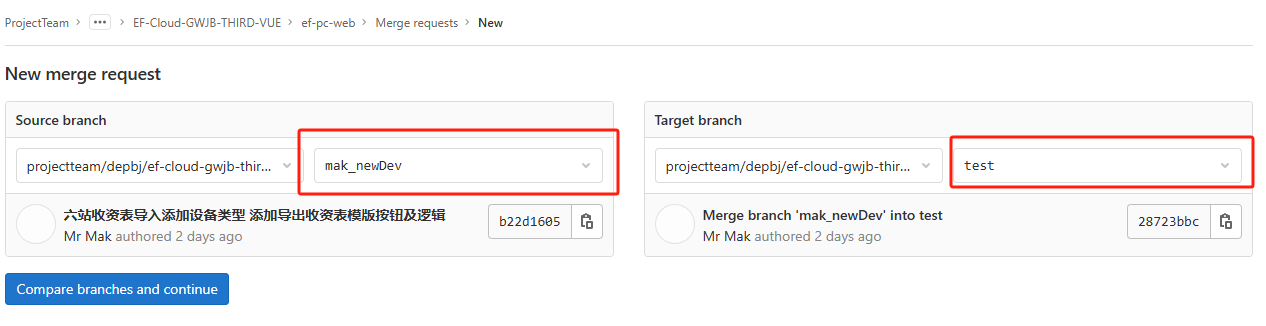 ProjectTeam > ... > EF-Cloud-GWJB-THIRD-VUE > ef-pc-web > Merge requests > New
New merge request
Source branch
projectteam/depbj/ef-cloud-gwjb-thir... mak_newDev
六站收资表导入添加设备类型 添加导出收资表模版按钮及逻辑
Mr Mak authored 2 days ago
b22d1605
Target branch
projectteam/depbj/ef-cloud-gwjb-thir... test
Merge branch 'mak_newDev' into test
Mr Mak authored 2 days ago
28723bbc
Compare branches and continue